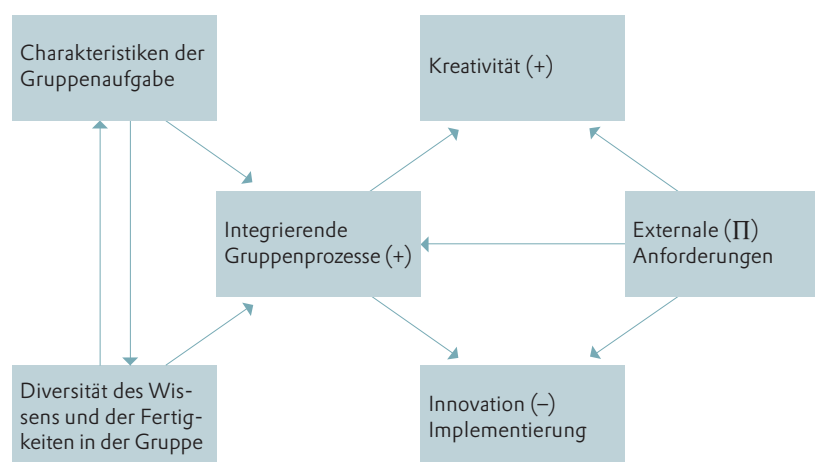 Charakteristiken der
Gruppenaufgabe
Kreativität (+)
Integrierende
Gruppenprozesse (+)
Externale (Π)
Anforderungen
Diversität des Wis-
sens und der Fertig-
keiten in der Gruppe
Innovation (–)
Implementierung